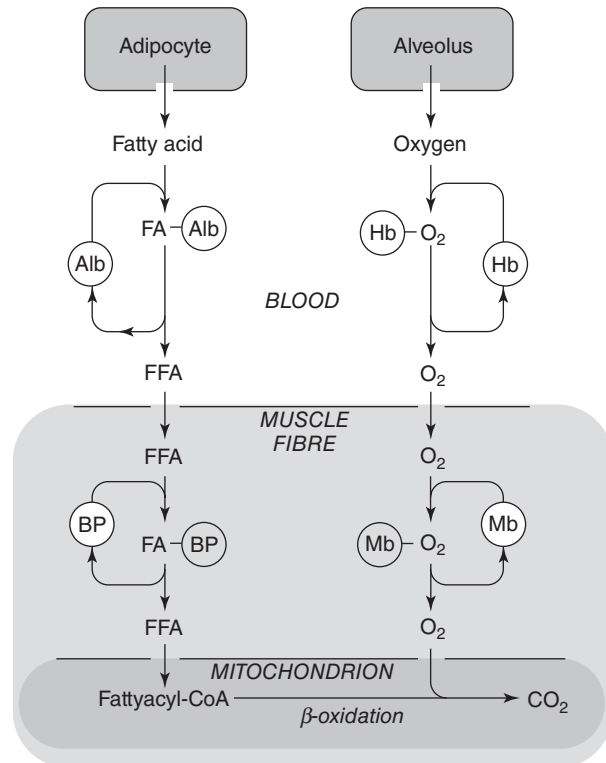 Adipocyte
Alveolus
Fatty acid
Oxygen
FA
Alb
Hb
O₂
Alb
Hb
BLOOD
FFA
O₂
MUSCLE
FIBRE
FFA
O₂
BP
Mb
FA
BP
Mb
O₂
FFA
O₂
MITOCHONDRION
Fattyacyl-CoA
CO₂
β-oxidation